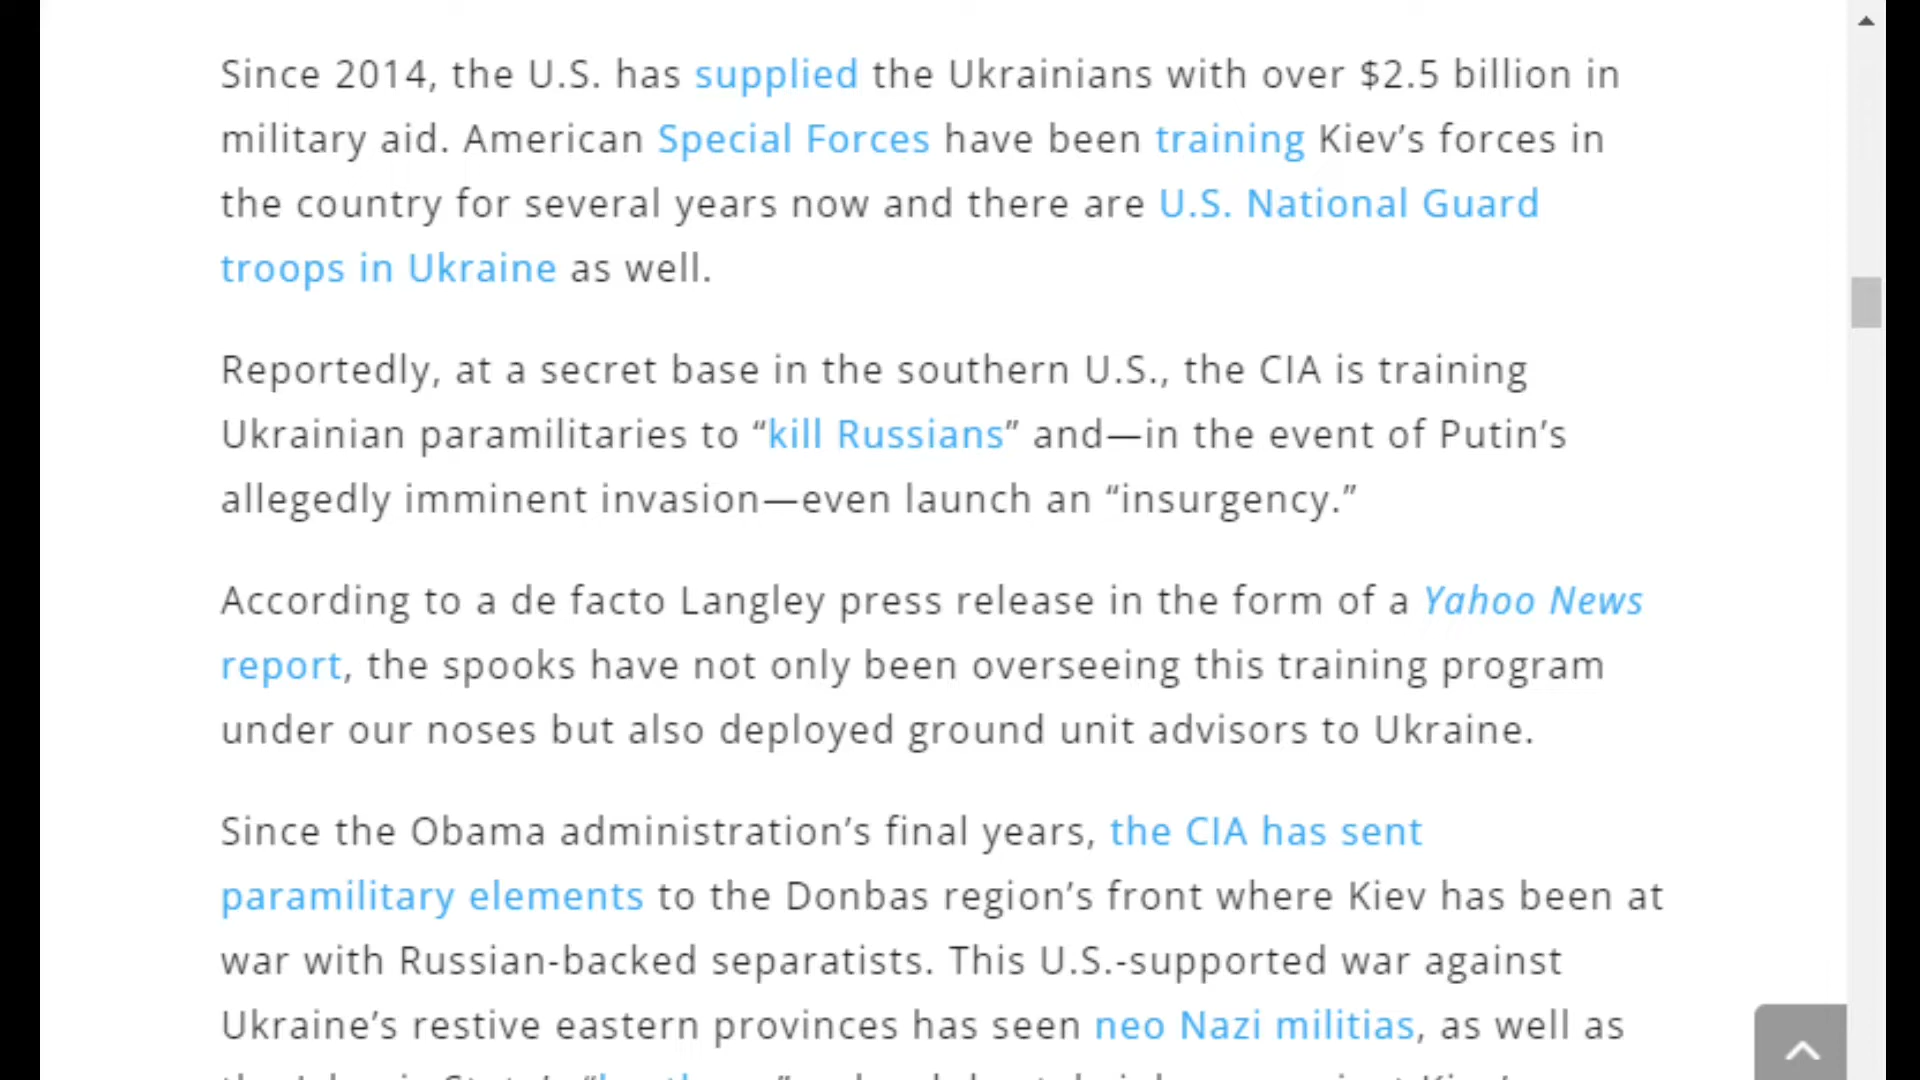 Since 2014, the U.S. has supplied the Ukrainians with over $2.5 billion in
military aid. American Special Forces have been training Kiev’s forces in
the country for several years now and there are U.S. National Guard
troops in Ukraine as well.
Reportedly, at a secret base in the southern U.S., the CIA is training
Ukrainian paramilitaries to “kill Russians” and—in the event of Putin’s
allegedly imminent invasion—even launch an “insurgency.”
According to a de facto Langley press release in the form of a Yahoo News
report, the spooks have not only been overseeing this training program
under our noses but also deployed ground unit advisors to Ukraine.
Since the Obama administration’s final years, the CIA has sent
paramilitary elements to the Donbas region’s front where Kiev has been at
war with Russian-backed separatists. This U.S.-supported war against
Ukraine’s restive eastern provinces has seen neo Nazi militias, as well as